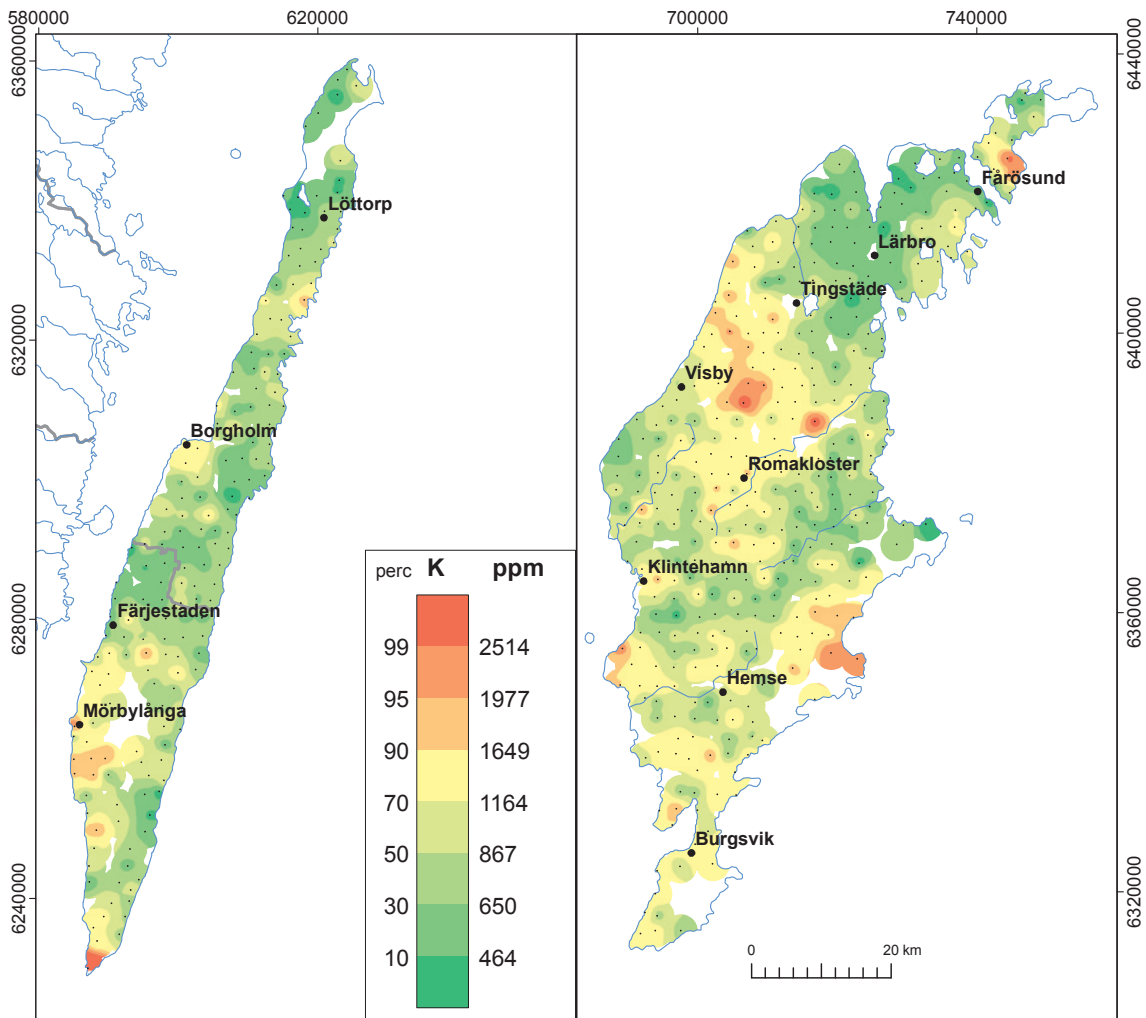 580000
620000
700000
740000
6360000
6320000
6280000
6240000
6440000
6400000
6360000
6320000
Löttorp
Borgholm
Färjestaden
Mörbylånga
Fårösund
Lärbro
Tingstäde
Visby
Romakloster
Klintehamn
Hemse
Burgsvik
perc K ppm
99 2514
95 1977
90 1649
70 1164
50 867
30 650
10 464
0 20 km